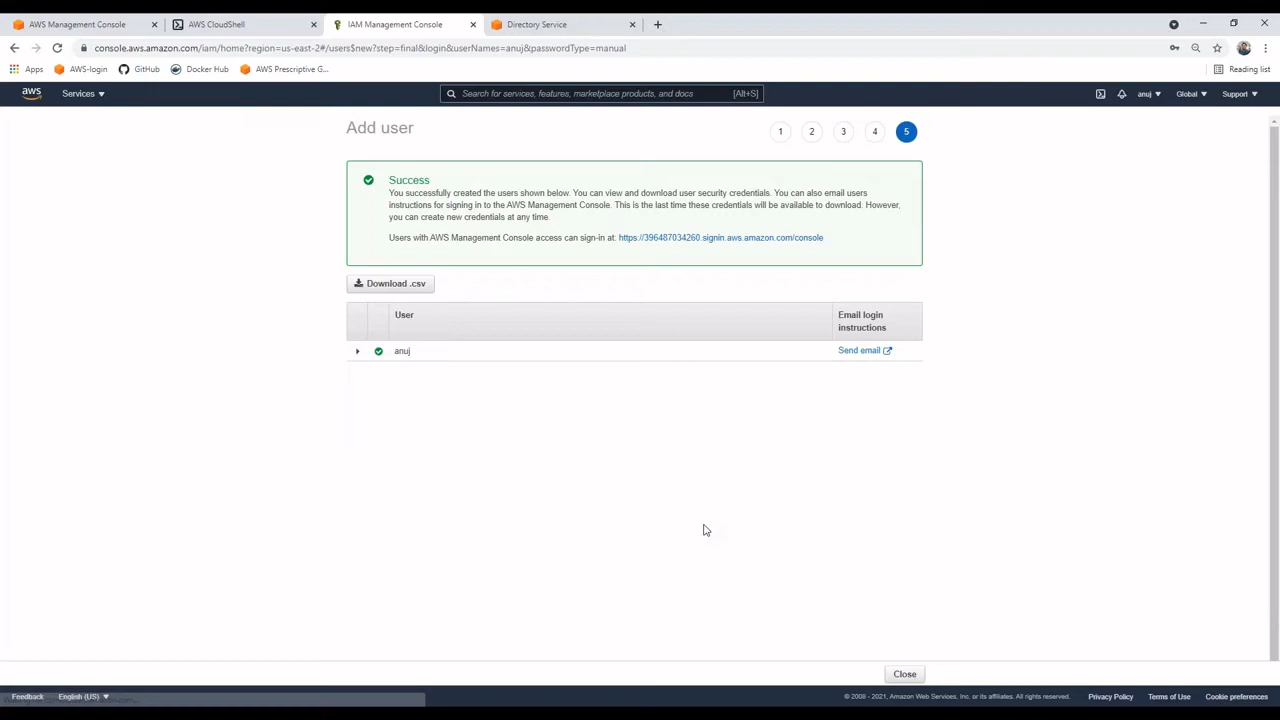 AWS Management Console
AWS CloudShell
IAM Management Console
Directory Service
console.aws.amazon.com/iam/home?region=us-east-2#/users$new?step=final&login&userNames=anuj&passwordType=manual
Apps
AWS-login
GitHub
Docker Hub
AWS Prescriptive G...
Reading list
aws
Services
Search for services, features, marketplace products, and docs
[Alt+S]
anuj
Global
Support
Add user
1
2
3
4
5
Success
You successfully created the users shown below. You can view and download user security credentials. You can also email users
instructions for signing in to the AWS Management Console. This is the last time these credentials will be available to download. However,
you can create new credentials at any time.
Users with AWS Management Console access can sign-in at: https://396487034260.signin.aws.amazon.com/console
Download .csv
User
Email login
instructions
anuj
Send email
Close
Feedback
English (US)
© 2008 - 2021, Amazon Web Services, Inc. or its affiliates. All rights reserved.
Privacy Policy
Terms of Use
Cookie preferences